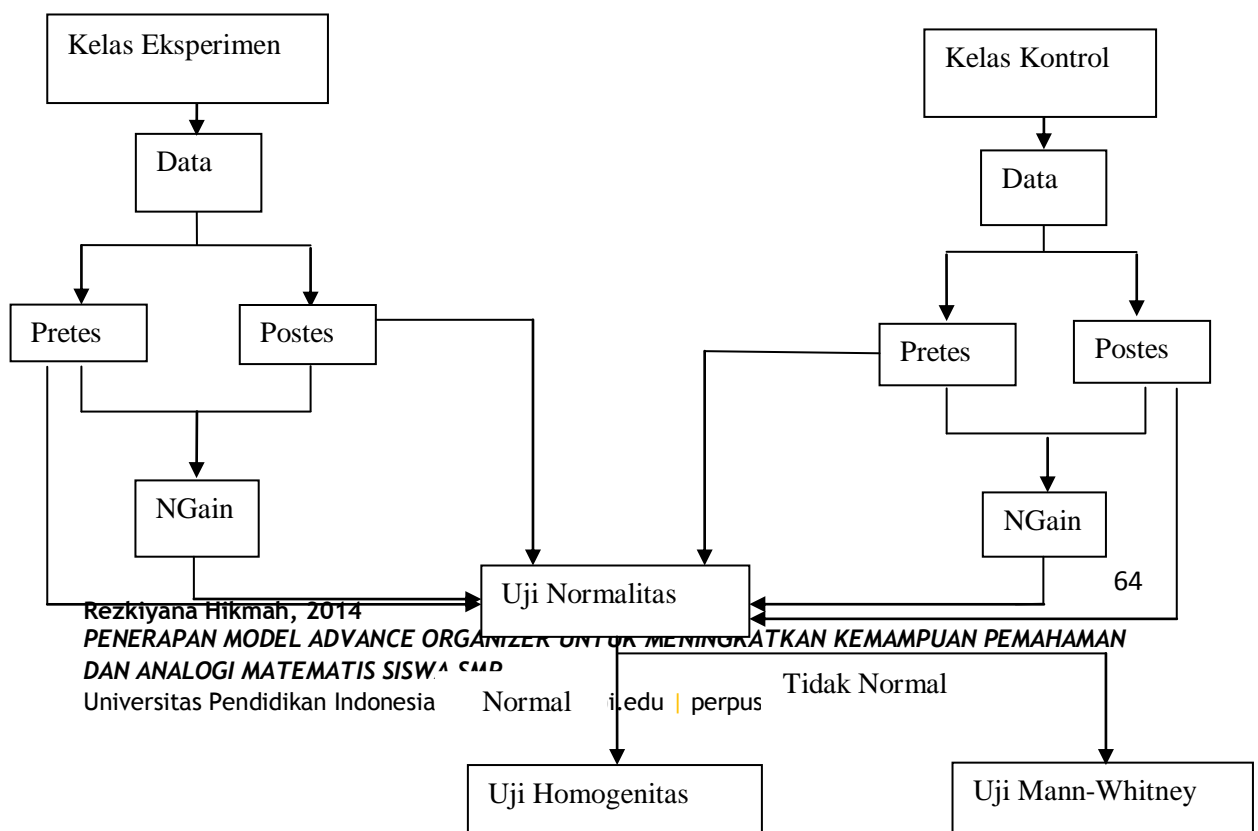 Kelas Eksperimen
Kelas Kontrol
Data
Data
Pretes
Postes
Pretes
Postes
NGain
NGain
Uji Normalitas
64
Rezkiyana Hikmah, 2014
PENERAPAN MODEL ADVANCE ORGANIZER UNTUK MENINGKATKAN KEMAMPUAN PEMAHAMAN
DAN ANALOGI MATEMATIS SISWA SMP
Universitas Pendidikan Indonesia i.edu | perpus
Normal
Tidak Normal
Uji Homogenitas
Uji Mann-Whitney